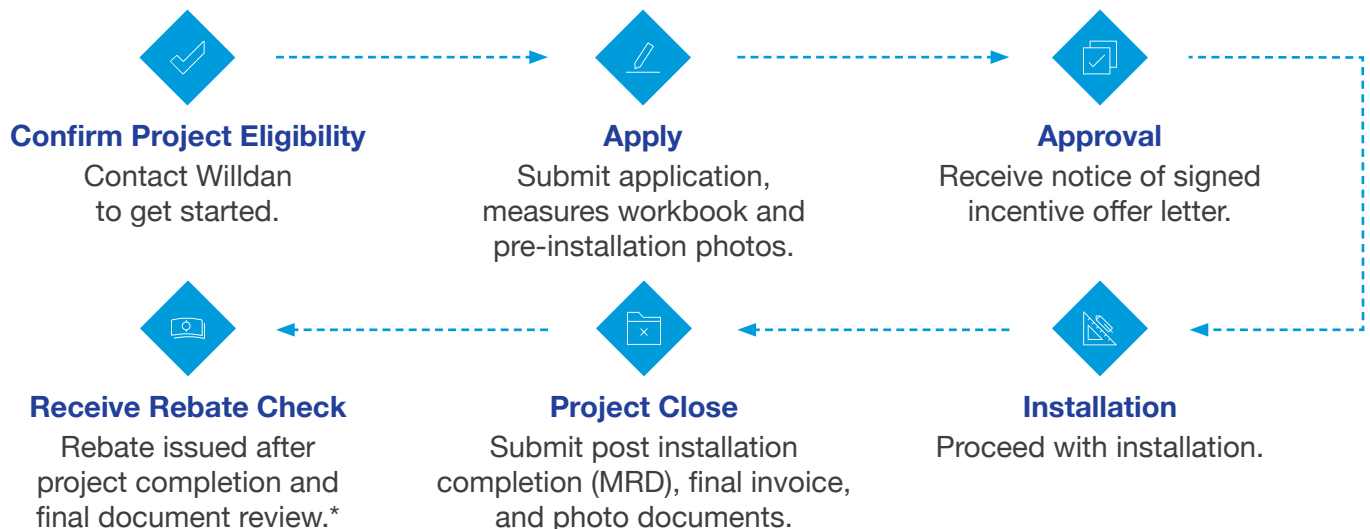 Confirm Project Eligibility
Contact Willdan
to get started.
Apply
Submit application,
measures workbook and
pre-installation photos.
Approval
Receive notice of signed
incentive offer letter.
Installation
Proceed with installation.
Project Close
Submit post installation
completion (MRD), final invoice,
and photo documents.
Receive Rebate Check
Rebate issued after
project completion and
final document review.*